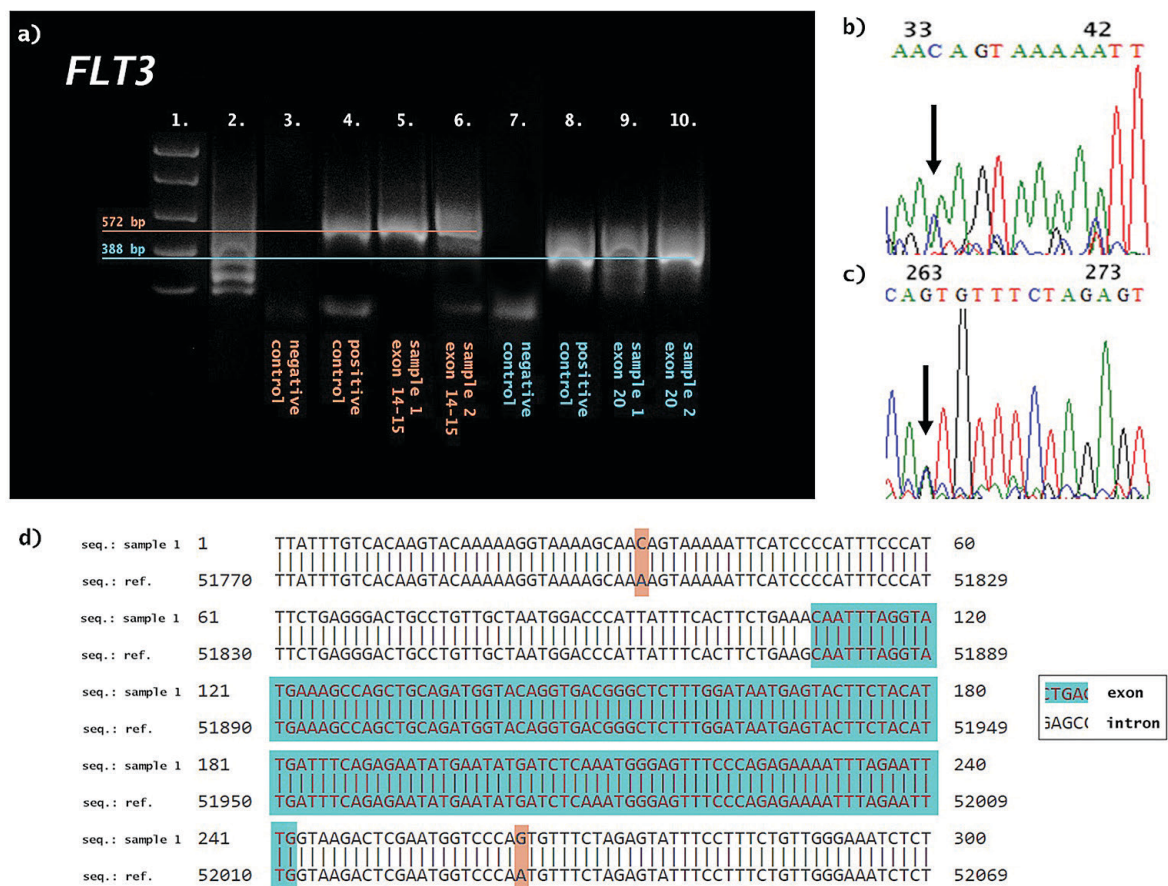 a)
FLT3
1. 2. 3. 4. 5. 6. 7. 8. 9. 10.
572 bp
388 bp
negative control
positive control
sample 1 exon 14-15
sample 2 exon 14-15
negative control
positive control
sample 1 exon 20
sample 2 exon 20
b)
33 42
AACAGTAAAAATT
c)
263 273
CAGTGTTTCTAGAGT
d)
seq.: sample 1 1 TTATTTGTCACAAGTACAAAAAGGTAAAAGCAACAGTAAAAATTCATCCCCATTTCCCAT 60
seq.: ref. 51770 TTATTTGTCACAAGTACAAAAAGGTAAAAGCAAAAGTAAAAATTCATCCCCATTTCCCAT 51829
seq.: sample 1 61 TTCTGAGGGACTGCCTGTTGCTAATGGACCCATTATTTCACTTCTGAAACAATTTAGGTA 120
seq.: ref. 51830 TTCTGAGGGACTGCCTGTTGCTAATGGACCCATTATTTCACTTCTGAAGCAATTTAGGTA 51889
seq.: sample 1 121 TGAAAGCCAGCTGCAGATGGTACAGGTGACGGGCTCTTTGGATAATGAGTACTTCTACAT 180
seq.: ref. 51890 TGAAAGCCAGCTGCAGATGGTACAGGTGACGGGCTCTTTGGATAATGAGTACTTCTACAT 51949
seq.: sample 1 181 TGATTTCAGAGAATATGAATATGATCTCAAATGGGAGTTTCCCAGAGAAAATTTAGAATT 240
seq.: ref. 51950 TGATTTCAGAGAATATGAATATGATCTCAAATGGGAGTTTCCCAGAGAAAATTTAGAATT 52009
seq.: sample 1 241 TGGTAAGACTCGAATGGTCCCAGTGTTTCTAGAGTATTTCCTTTCTGTTGGGAAATCTCT 300
seq.: ref. 52010 TGGTAAGACTCGAATGGTCCCAATGTTTCTAGAGTATTTCCTTTCTGTTGGGAAATCTCT 52069
CTGAG exon
GAGCC intron